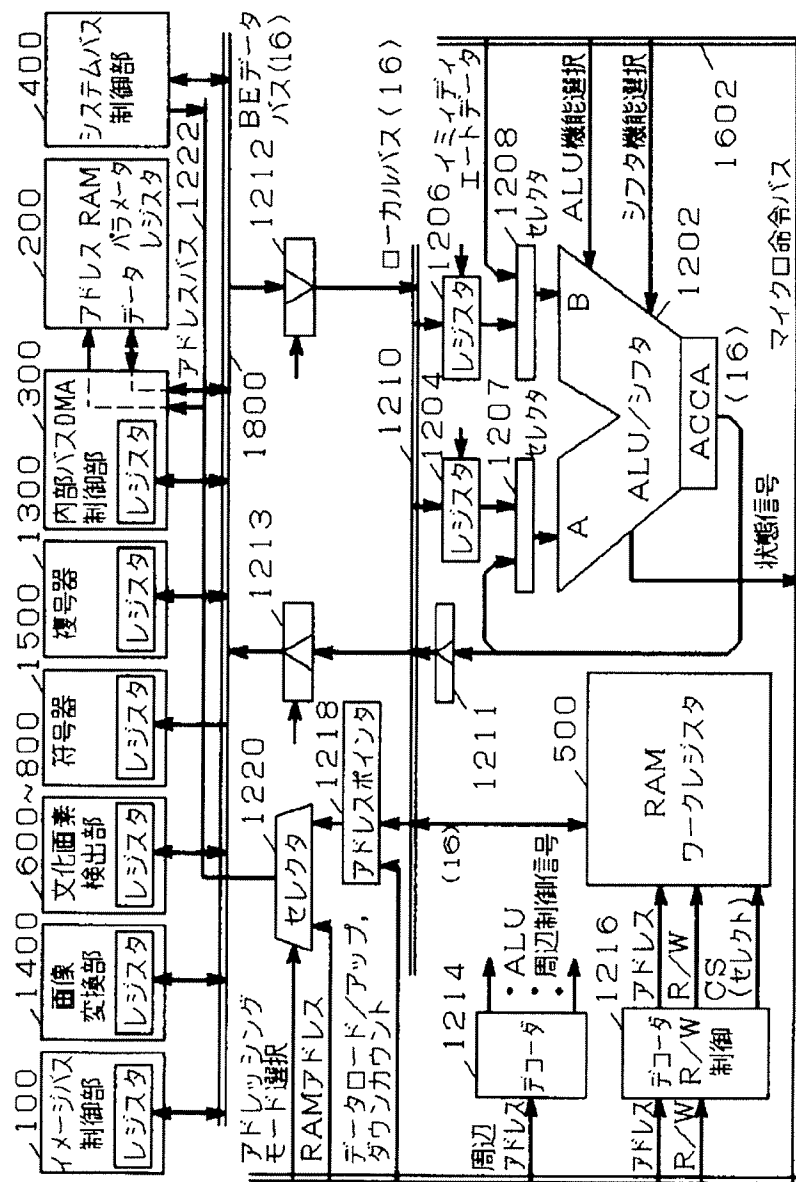 100
イメージバス
制御部
レジスタ
1400
画像
変換部
レジスタ
600~800
文化画素
検出部
レジスタ
符号器
レジスタ
1500
復号器
レジスタ
1300
内部バスDMA
制御部
レジスタ
300
200
アドレス RAM
データ パラメータ
レジスタ
400
システムバス
制御部
アドレスバス 1222
1800
BEデータ
バス(16)
アドレッシング
モード選択
RAMアドレス
データロード/アップ,
ダウンカウント
セレクタ
1220
1218
アドレスポインタ
1213
1212
(16)
1210
ローカルバス(16)
1211
1204
レジスタ
1206
レジスタ
イミィディ
エートデータ
1207
セレクタ
1208
セレクタ
A
B
ALU/シフタ
ACCA
(16)
1202
ALU機能選択
シフタ機能選択
1602
マイクロ命令バス
状態信号
周辺
アドレス
1214
デコーダ
・ALU
周辺制御信号
アドレス
R/W
1216
デコーダ
R/W
制御
アドレス
R/W
CS
(セレクト)
500
RAM
ワークレジスタ